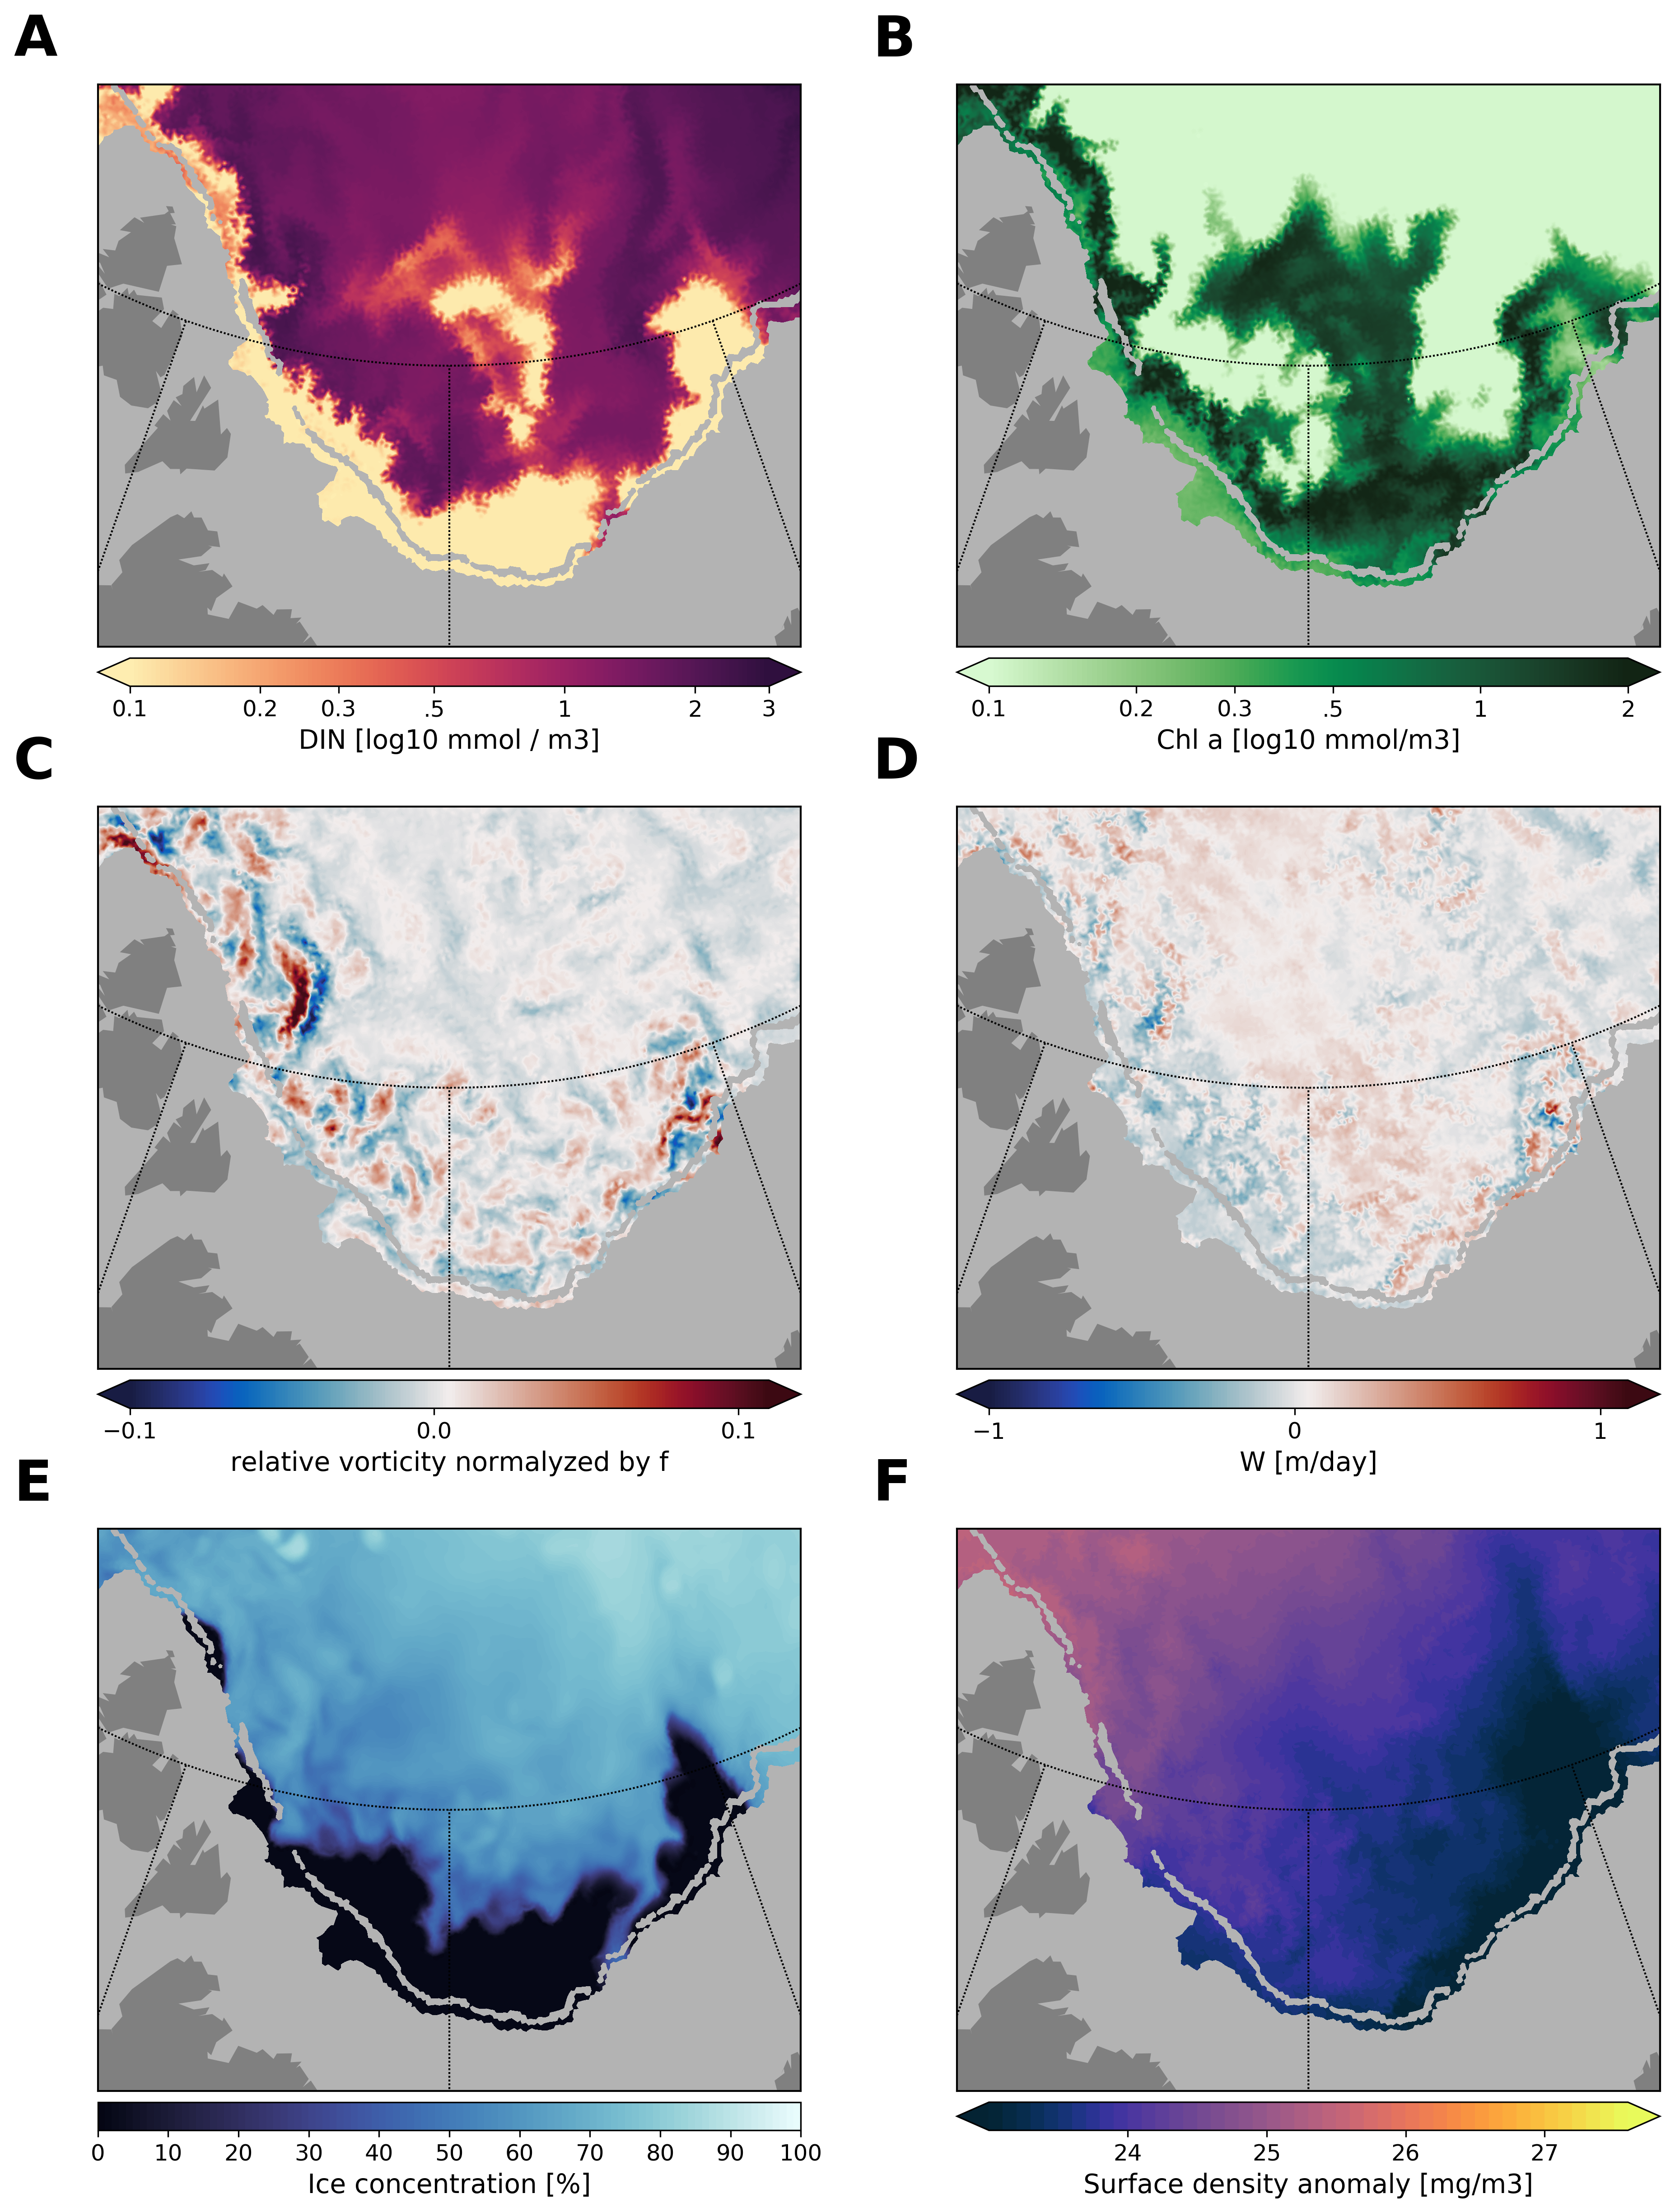 A
B
0.1 0.2 0.3 .5 1 2 3
DIN [log10 mmol / m3]
0.1 0.2 0.3 .5 1 2
Chl a [log10 mmol/m3]
C
D
−0.1 0.0 0.1
relative vorticity normalyzed by f
−1 0 1
W [m/day]
E
F
0 10 20 30 40 50 60 70 80 90 100
Ice concentration [%]
24 25 26 27
Surface density anomaly [mg/m3]